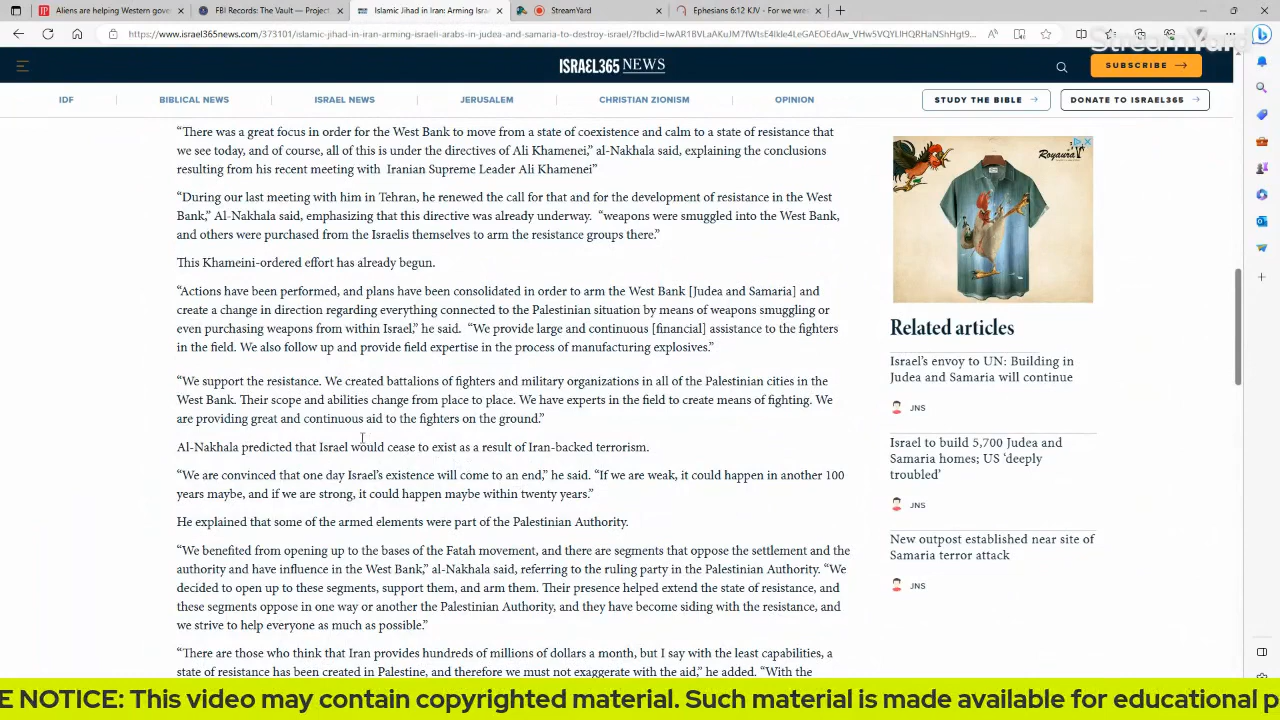 Aliens are helping Western gove
FBI Records: The Vault — Project
Islamic Jihad in Iran: Arming Israe
StreamYard
Ephesians 6:12 KJV - For we wres
https://www.israel365news.com/373101/islamic-jihad-in-iran-arming-israeli-arabs-in-judea-and-samaria-to-destroy-israel/?fbclid=IwAR1BVLaAKuJM7fWtsE4Ikle4LeGAEOEdAw_VHw5VQYLIHQRHaNShHgt9...
StreamYard
ISRAEL365 NEWS
SUBSCRIBE
IDF
BIBLICAL NEWS
ISRAEL NEWS
JERUSALEM
CHRISTIAN ZIONISM
OPINION
STUDY THE BIBLE
DONATE TO ISRAEL365
“There was a great focus in order for the West Bank to move from a state of coexistence and calm to a state of resistance that
we see today, and of course, all of this is under the directives of Ali Khamenei,” al-Nakhala said, explaining the conclusions
resulting from his recent meeting with Iranian Supreme Leader Ali Khamenei”
“During our last meeting with him in Tehran, he renewed the call for that and for the development of resistance in the West
Bank,” Al-Nakhala said, emphasizing that this directive was already underway. “weapons were smuggled into the West Bank,
and others were purchased from the Israelis themselves to arm the resistance groups there.”
This Khameini-ordered effort has already begun.
“Actions have been performed, and plans have been consolidated in order to arm the West Bank [Judea and Samaria] and
create a change in direction regarding everything connected to the Palestinian situation by means of weapons smuggling or
even purchasing weapons from within Israel,” he said. “We provide large and continuous [financial] assistance to the fighters
in the field. We also follow up and provide field expertise in the process of manufacturing explosives.”
“We support the resistance. We created battalions of fighters and military organizations in all of the Palestinian cities in the
West Bank. Their scope and abilities change from place to place. We have experts in the field to create means of fighting. We
are providing great and continuous aid to the fighters on the ground.”
Al-Nakhala predicted that Israel would cease to exist as a result of Iran-backed terrorism.
“We are convinced that one day Israel’s existence will come to an end,” he said. “If we are weak, it could happen in another 100
years maybe, and if we are strong, it could happen maybe within twenty years.”
He explained that some of the armed elements were part of the Palestinian Authority.
“We benefited from opening up to the bases of the Fatah movement, and there are segments that oppose the settlement and the
authority and have influence in the West Bank,” al-Nakhala said, referring to the ruling party in the Palestinian Authority. “We
decided to open up to these segments, support them, and arm them. Their presence helped extend the state of resistance, and
these segments oppose in one way or another the Palestinian Authority, and they have become siding with the resistance, and
we strive to help everyone as much as possible.”
“There are those who think that Iran provides hundreds of millions of dollars a month, but I say with the least capabilities, a
state of resistance has been created in Palestine, and therefore we must not exaggerate with the aid,” he added. “With the
Royaura
Related articles
Israel’s envoy to UN: Building in
Judea and Samaria will continue
JNS
Israel to build 5,700 Judea and
Samaria homes; US ‘deeply
troubled’
JNS
New outpost established near site of
Samaria terror attack
JNS
E NOTICE: This video may contain copyrighted material. Such material is made available for educational p